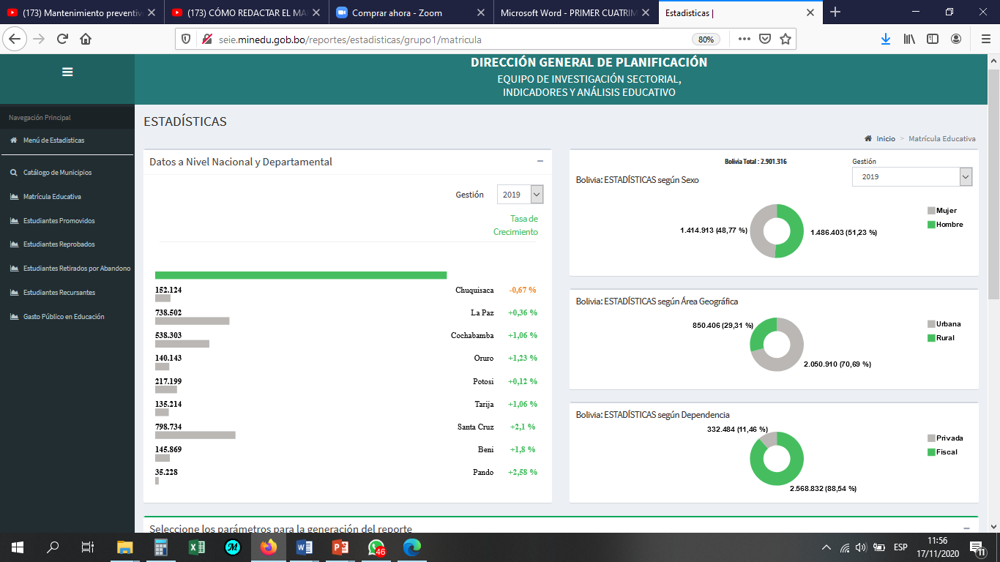 (173) Mantenimiento preventiv
(173) CÓMO REDACTAR EL MA
Comprar ahora - Zoom
Microsoft Word - PRIMER CUATRIM
Estadisticas |
seie.minedu.gob.bo/reportes/estadisticas/grupo1/matricula
80%
DIRECCIÓN GENERAL DE PLANIFICACIÓN
EQUIPO DE INVESTIGACIÓN SECTORIAL,
INDICADORES Y ANÁLISIS EDUCATIVO
Navegación Principal
Menú de Estadisticas
Catálogo de Municipios
Matrícula Educativa
Estudiantes Promovidos
Estudiantes Reprobados
Estudiantes Retirados por Abandono
Estudiantes Recursantes
Gasto Público en Educación
ESTADÍSTICAS
Inicio > Matrícula Educativa
Datos a Nivel Nacional y Departamental
Gestión 2019
Tasa de
Crecimiento
152.124 Chuquisaca -0,67 %
738.502 La Paz +0,36 %
538.303 Cochabamba +1,06 %
140.143 Oruro +1,23 %
217.199 Potosi +0,12 %
135.214 Tarija +1,06 %
798.734 Santa Cruz +2,1 %
145.869 Beni +1,8 %
35.228 Pando +2,58 %
Bolivia Total : 2.901.316
Gestión
2019
Bolivia: ESTADÍSTICAS según Sexo
1.414.913 (48,77 %)
1.486.403 (51,23 %)
Mujer
Hombre
Bolivia: ESTADÍSTICAS según Área Geográfica
850.406 (29,31 %)
2.050.910 (70,69 %)
Urbana
Rural
Bolivia: ESTADÍSTICAS según Dependencia
332.484 (11,46 %)
2.568.832 (88,54 %)
Privada
Fiscal
Seleccione los parámetros para la generación del reporte
46
ESP
11:56
17/11/2020
11